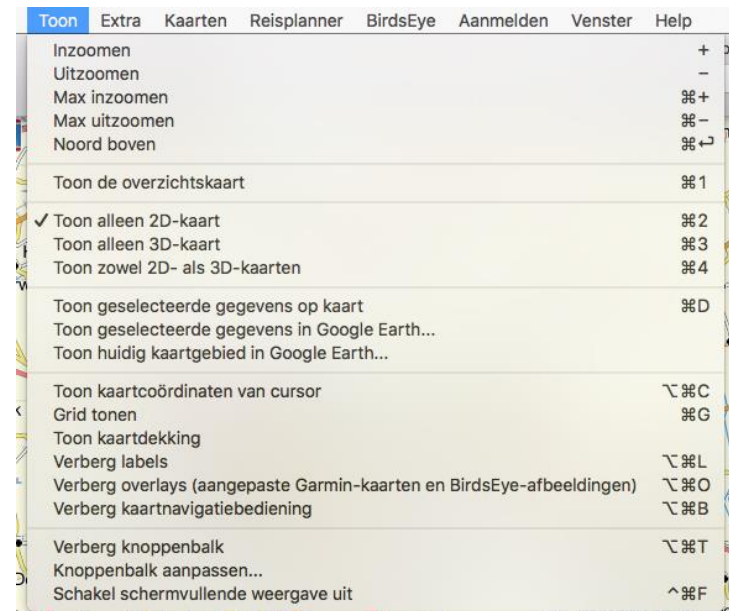 Toon Extra Kaarten Reisplanner BirdsEye Aanmelden Venster Help
Inzoomen +
Uitzoomen −
Max inzoomen ⌘+
Max uitzoomen ⌘−
Noord boven ⌘↩
Toon de overzichtskaart ⌘1
✓ Toon alleen 2D-kaart ⌘2
Toon alleen 3D-kaart ⌘3
Toon zowel 2D- als 3D-kaarten ⌘4
Toon geselecteerde gegevens op kaart ⌘D
Toon geselecteerde gegevens in Google Earth...
Toon huidig kaartgebied in Google Earth...
Toon kaartcoördinaten van cursor ⌥⌘C
Grid tonen ⌘G
Toon kaartdekking
Verberg labels ⌥⌘L
Verberg overlays (aangepaste Garmin-kaarten en BirdsEye-afbeeldingen) ⌥⌘O
Verberg kaartnavigatiebediening ⌥⌘B
Verberg knoppenbalk ⌥⌘T
Knoppenbalk aanpassen...
Schakel schermvullende weergave uit ^⌘F